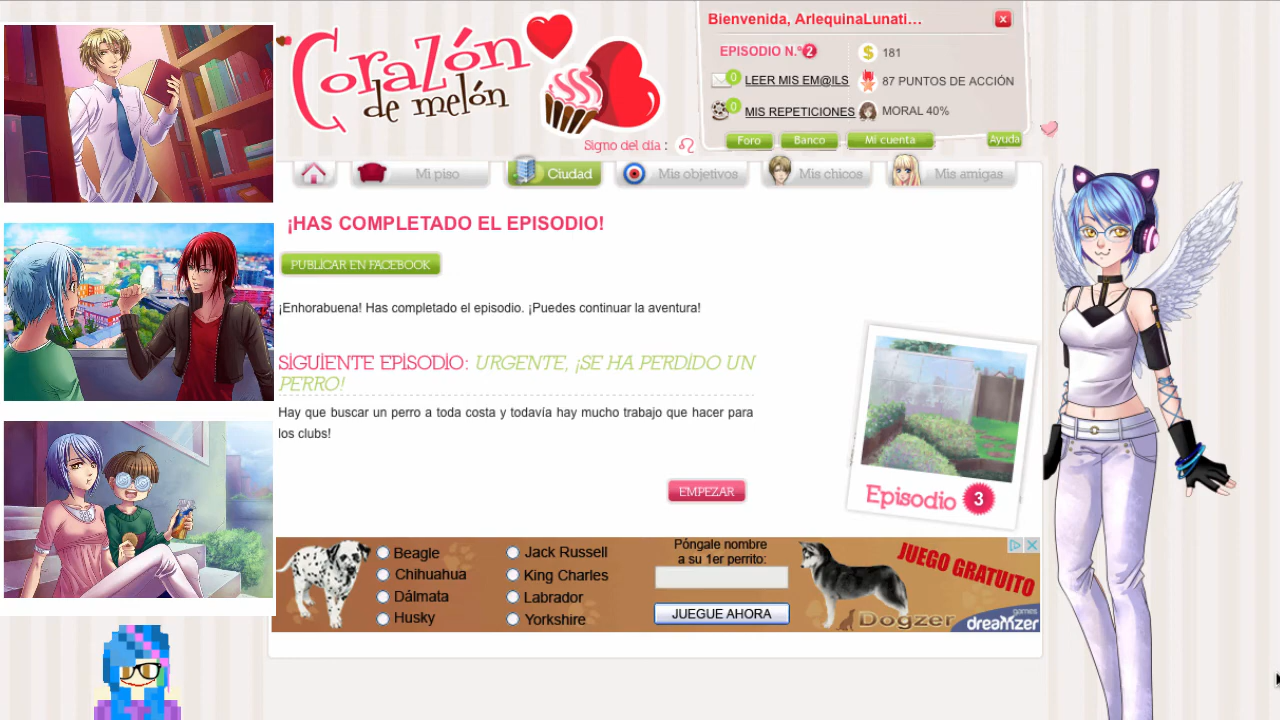 Corazón
de melón
Signo del día :
Bienvenida, ArlequinaLunati…
EPISODIO N.º 2
181
0 LEER MIS EM@ILS
87 PUNTOS DE ACCIÓN
0 MIS REPETICIONES
MORAL 40%
Foro
Banco
Mi cuenta
Ayuda
Mi piso
Ciudad
Mis objetivos
Mis chicos
Mis amigas
¡HAS COMPLETADO EL EPISODIO!
PUBLICAR EN FACEBOOK
¡Enhorabuena! Has completado el episodio. ¡Puedes continuar la aventura!
SIGUIENTE EPISODIO: URGENTE, ¡SE HA PERDIDO UN
PERRO!
Hay que buscar un perro a toda costa y todavía hay mucho trabajo que hacer para
los clubs!
EMPEZAR
Episodio 3
Beagle
Chihuahua
Dálmata
Husky
Jack Russell
King Charles
Labrador
Yorkshire
Póngale nombre
a su 1er perrito:
JUEGUE AHORA
JUEGO GRATUITO
Dogzer
games
dreamzer